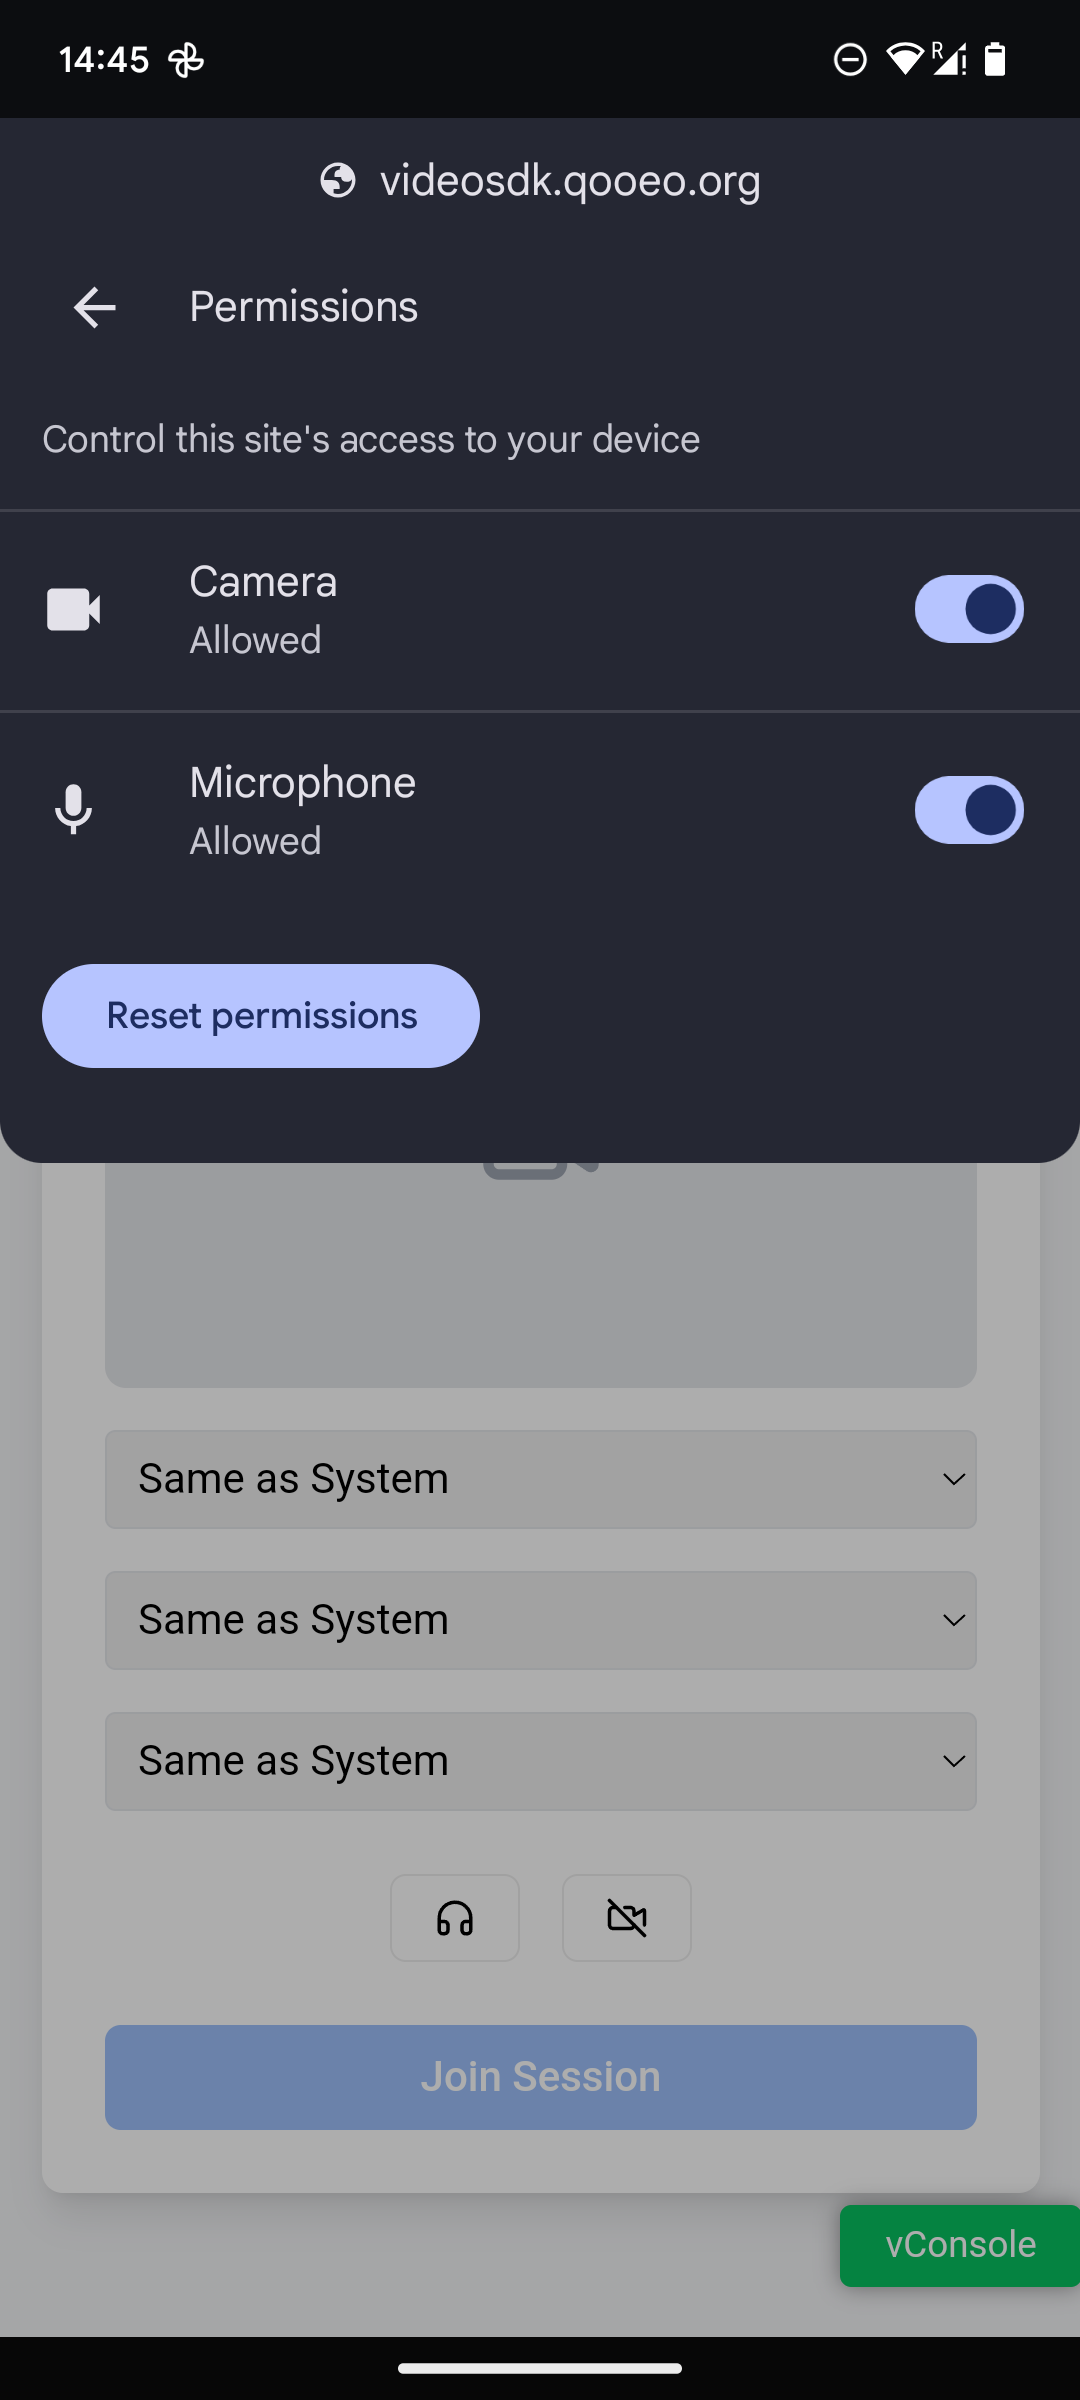 14:45
R
videosdk.qooeo.org
Permissions
Control this site's access to your device
Camera
Allowed
Microphone
Allowed
Reset permissions
Same as System
Same as System
Same as System
Join Session
vConsole